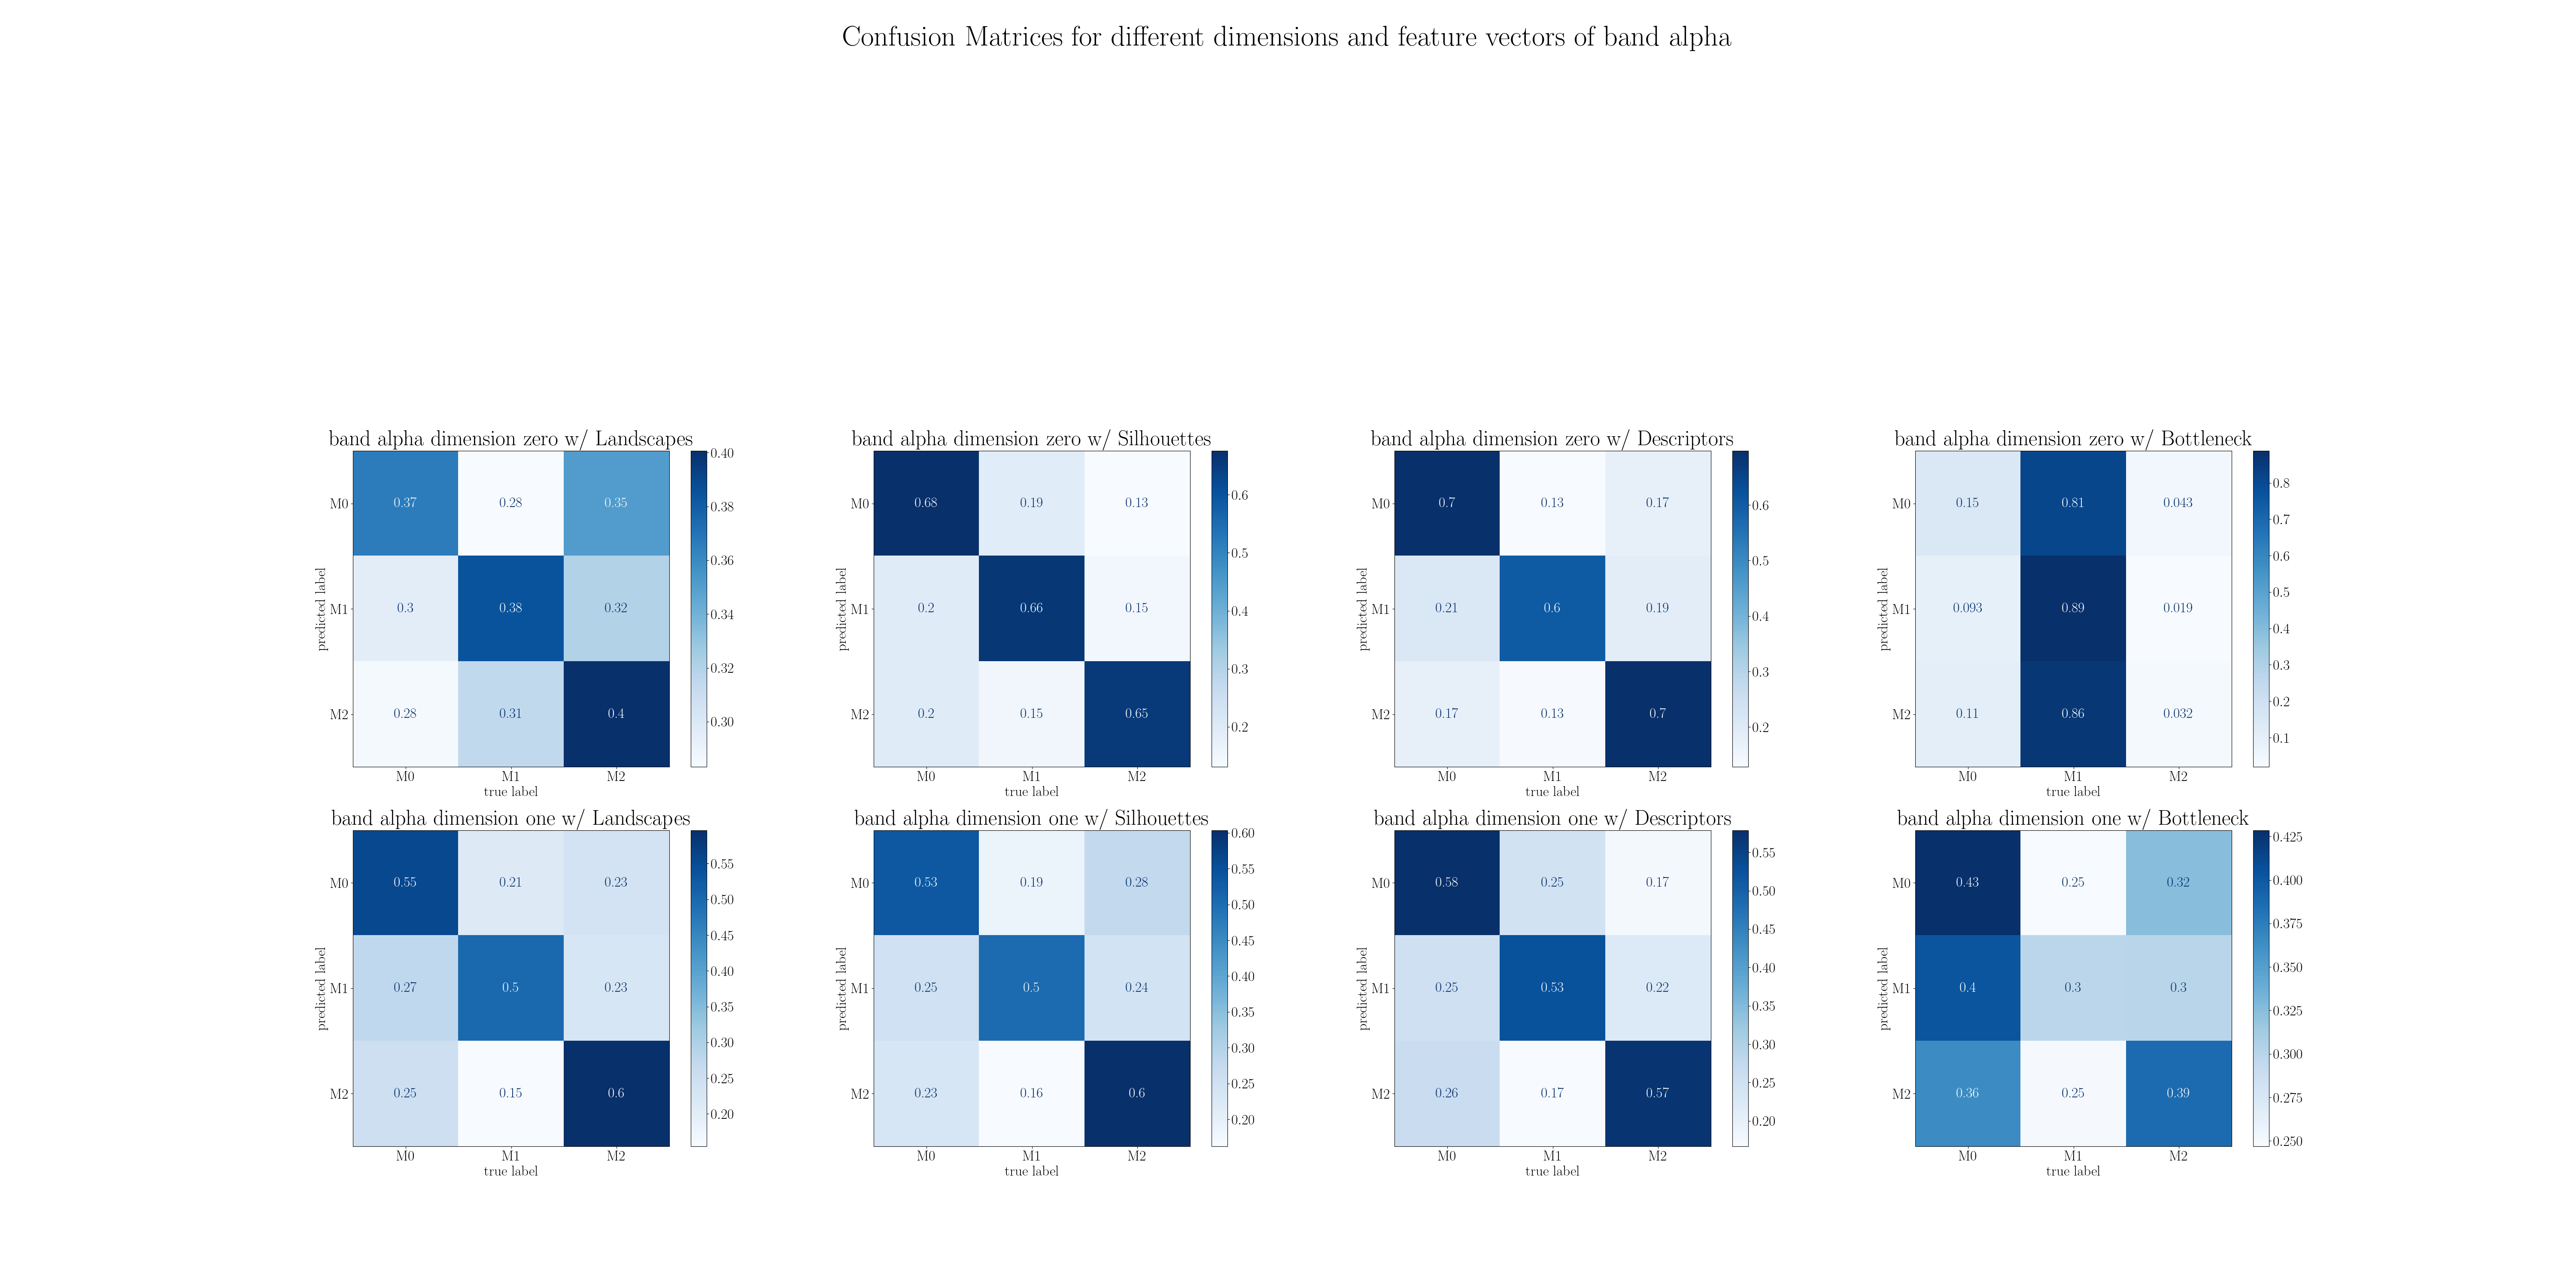 Confusion Matrices for different dimensions and feature vectors of band alpha
band alpha dimension zero w/ Landscapes
M0 0.37 0.28 0.35
M1 0.3 0.38 0.32
M2 0.28 0.31 0.4
M0 M1 M2
true label
predicted label
0.40
0.38
0.36
0.34
0.32
0.30
band alpha dimension zero w/ Silhouettes
M0 0.68 0.19 0.13
M1 0.2 0.66 0.15
M2 0.2 0.15 0.65
M0 M1 M2
true label
predicted label
0.6
0.5
0.4
0.3
0.2
band alpha dimension zero w/ Descriptors
M0 0.7 0.13 0.17
M1 0.21 0.6 0.19
M2 0.17 0.13 0.7
M0 M1 M2
true label
predicted label
0.6
0.5
0.4
0.3
0.2
band alpha dimension zero w/ Bottleneck
M0 0.15 0.81 0.043
M1 0.093 0.89 0.019
M2 0.11 0.86 0.032
M0 M1 M2
true label
predicted label
0.8
0.7
0.6
0.5
0.4
0.3
0.2
0.1
band alpha dimension one w/ Landscapes
M0 0.55 0.21 0.23
M1 0.27 0.5 0.23
M2 0.25 0.15 0.6
M0 M1 M2
true label
predicted label
0.55
0.50
0.45
0.40
0.35
0.30
0.25
0.20
band alpha dimension one w/ Silhouettes
M0 0.53 0.19 0.28
M1 0.25 0.5 0.24
M2 0.23 0.16 0.6
M0 M1 M2
true label
predicted label
0.60
0.55
0.50
0.45
0.40
0.35
0.30
0.25
0.20
band alpha dimension one w/ Descriptors
M0 0.58 0.25 0.17
M1 0.25 0.53 0.22
M2 0.26 0.17 0.57
M0 M1 M2
true label
predicted label
0.55
0.50
0.45
0.40
0.35
0.30
0.25
0.20
band alpha dimension one w/ Bottleneck
M0 0.43 0.25 0.32
M1 0.4 0.3 0.3
M2 0.36 0.25 0.39
M0 M1 M2
true label
predicted label
0.425
0.400
0.375
0.350
0.325
0.300
0.275
0.250